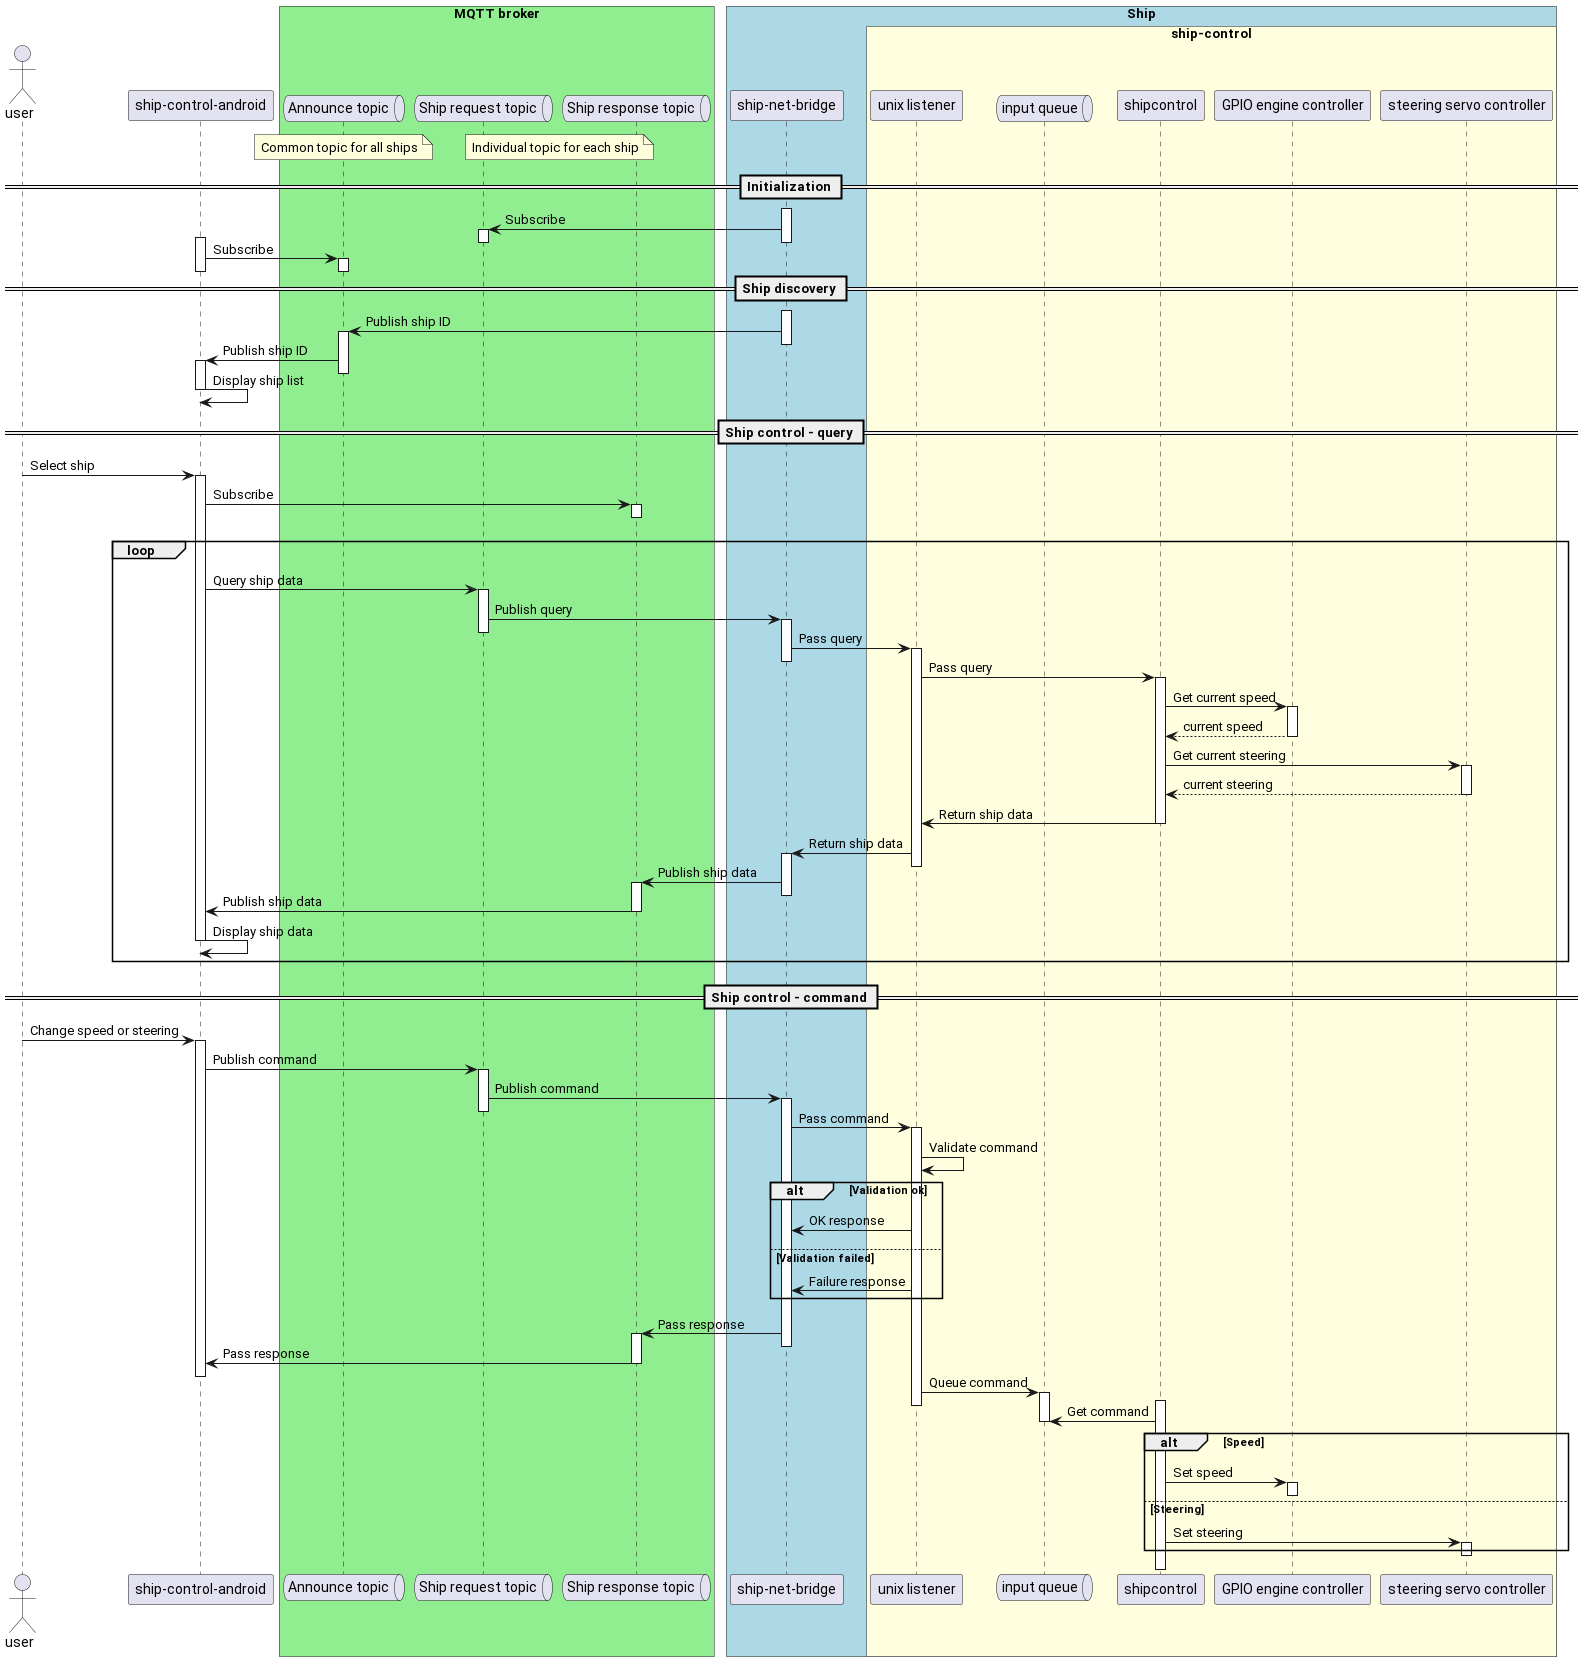 MQTT broker
Ship
ship-control
user
ship-control-android
Announce topic
Ship request topic
Ship response topic
ship-net-bridge
unix listener
input queue
shipcontrol
GPIO engine controller
steering servo controller
Common topic for all ships
Individual topic for each ship
Initialization
Subscribe
Subscribe
Ship discovery
Publish ship ID
Publish ship ID
Display ship list
Ship control - query
Select ship
Subscribe
loop
Query ship data
Publish query
Pass query
Pass query
Get current speed
current speed
Get current steering
current steering
Return ship data
Return ship data
Publish ship data
Publish ship data
Display ship data
Ship control - command
Change speed or steering
Publish command
Publish command
Pass command
Validate command
alt
[Validation ok]
OK response
[Validation failed]
Failure response
Pass response
Pass response
Queue command
Get command
alt
[Speed]
Set speed
[Steering]
Set steering
user
ship-control-android
Announce topic
Ship request topic
Ship response topic
ship-net-bridge
unix listener
input queue
shipcontrol
GPIO engine controller
steering servo controller